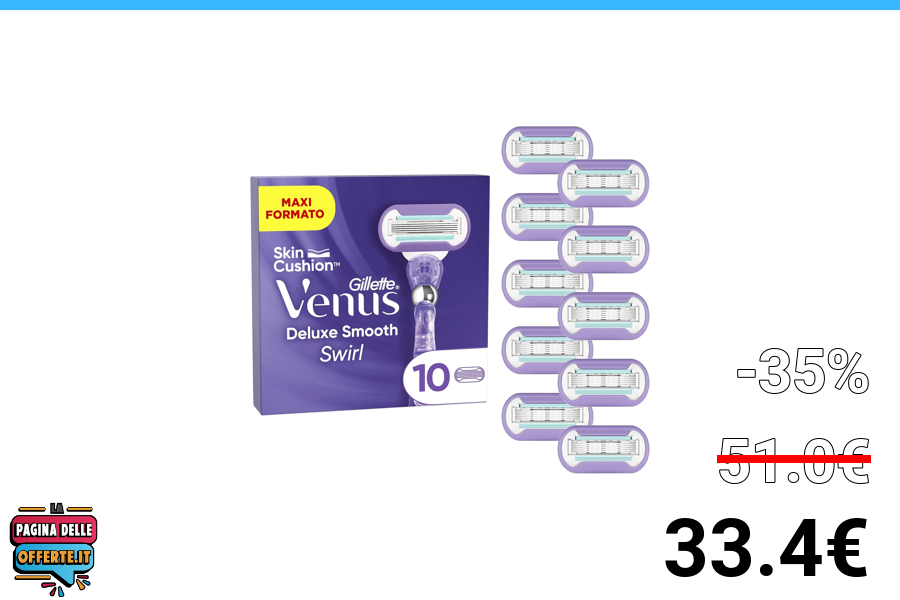 MAXI
FORMATO
Skin
Cushion™
Gillette®
Venus
Deluxe Smooth
Swirl
10
-35%
51.0€
33.4€
LA
PAGINA DELLE
OFFERTE.IT